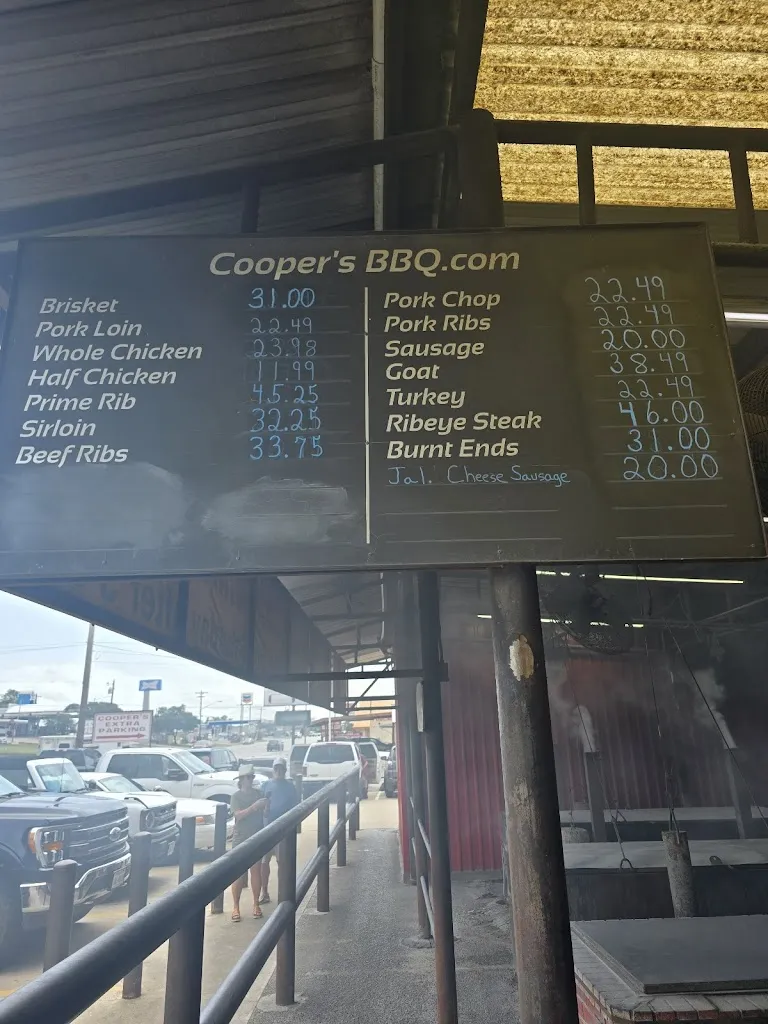 Cooper's BBQ.com
Brisket 31.00
Pork Loin 22.49
Whole Chicken 23.98
Half Chicken 11.99
Prime Rib 45.25
Sirloin 32.25
Beef Ribs 33.75
Pork Chop 22.49
Pork Ribs 22.49
Sausage 20.00
Goat 38.49
Turkey 22.49
Ribeye Steak 46.00
Burnt Ends 31.00
Jal. Cheese Sausage 20.00
COOPER'S
EXTRA
PARKING